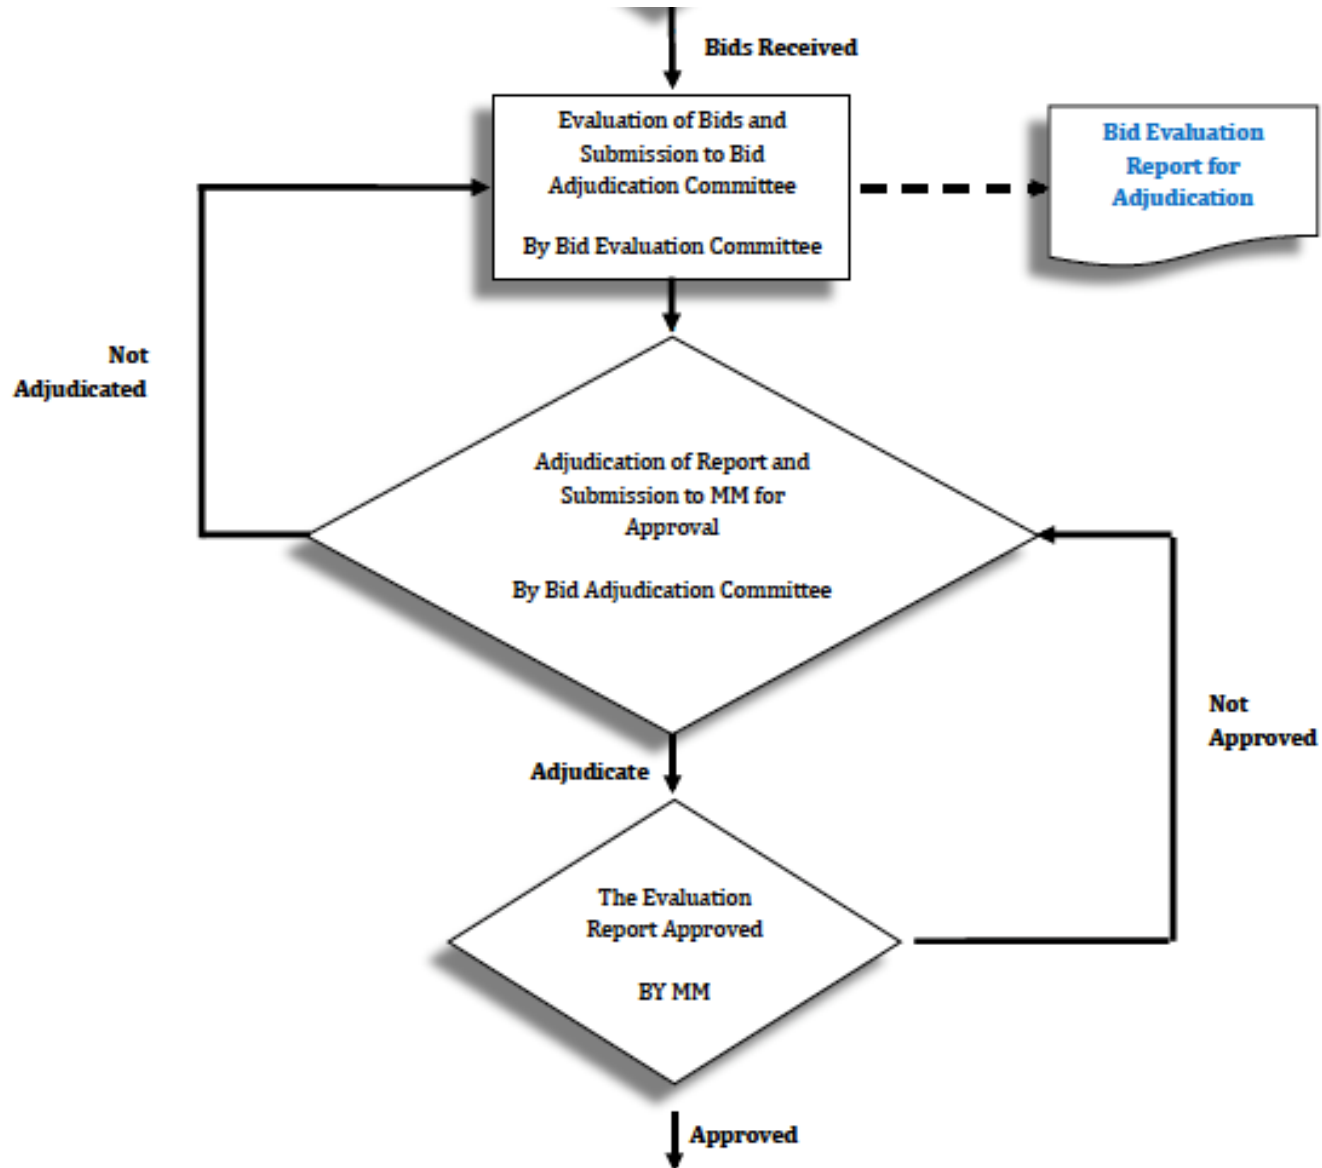 Bids Received
Evaluation of Bids and
Submission to Bid
Adjudication Committee
By Bid Evaluation Committee
Bid Evaluation
Report for
Adjudication
Not
Adjudicated
Adjudication of Report and
Submission to MM for
Approval
By Bid Adjudication Committee
Not
Approved
Adjudicate
The Evaluation
Report Approved
BY MM
Approved